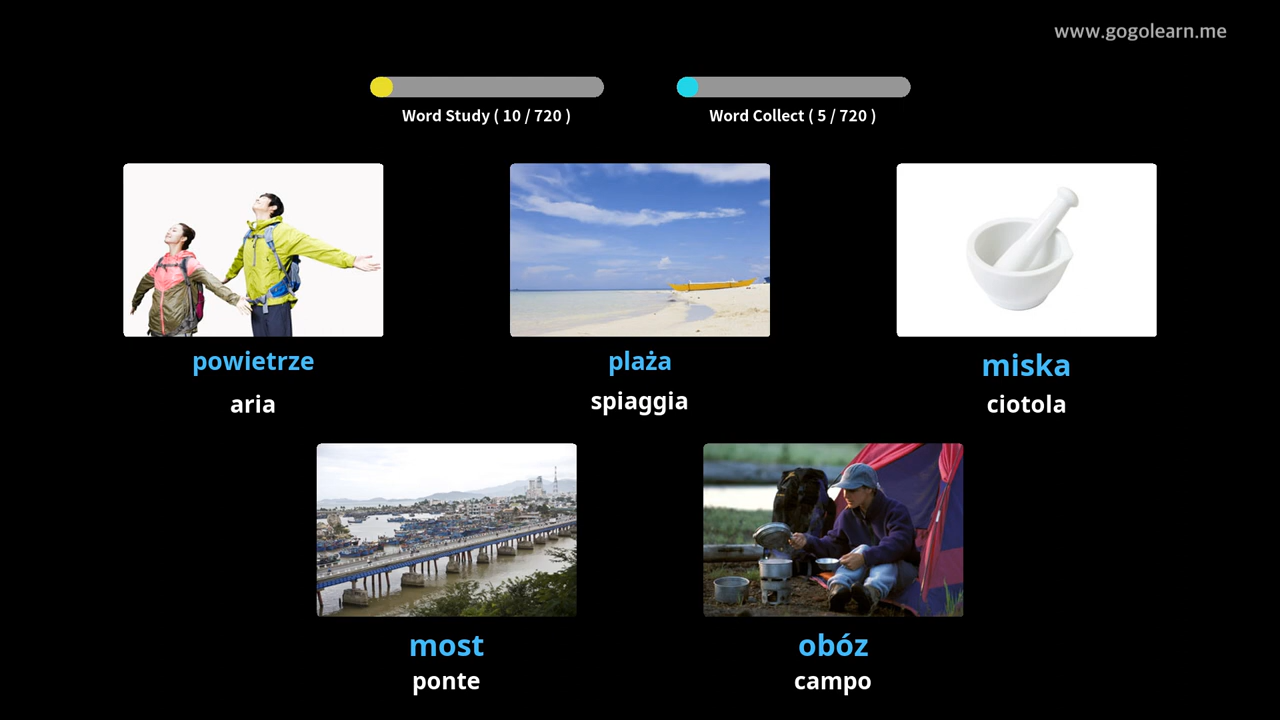 www.gogolearn.me
Word Study ( 10 / 720 )
Word Collect ( 5 / 720 )
powietrze
aria
plaża
spiaggia
miska
ciotola
most
ponte
obóz
campo